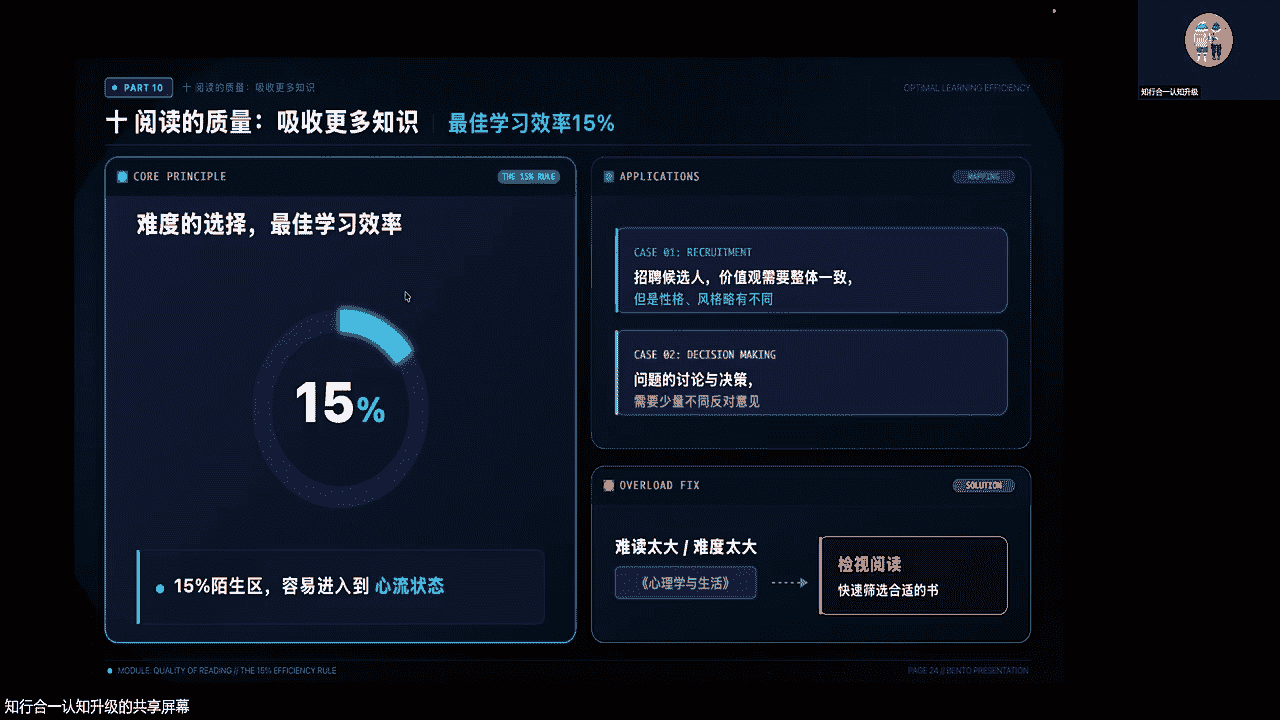 知行合一认知升级
PART 10
十 阅读的质量：吸收更多知识
OPTIMAL LEARNING EFFICIENCY
十 阅读的质量：吸收更多知识
最佳学习效率15%
CORE PRINCIPLE
THE 15% RULE
难度的选择，最佳学习效率
15%
15%陌生区，容易进入到 心流状态
APPLICATIONS
MAPPING
CASE 01: RECRUITMENT
招聘候选人，价值观需要整体一致，
但是性格、风格略有不同
CASE 02: DECISION MAKING
问题的讨论与决策，
需要少量不同反对意见
OVERLOAD FIX
SOLUTION
难读太大 / 难度太大
《心理学与生活》
检视阅读
快速筛选合适的书
MODULE: QUALITY OF READING // THE 15% EFFICIENCY RULE
PAGE 24 // BENTO PRESENTATION
知行合一认知升级的共享屏幕